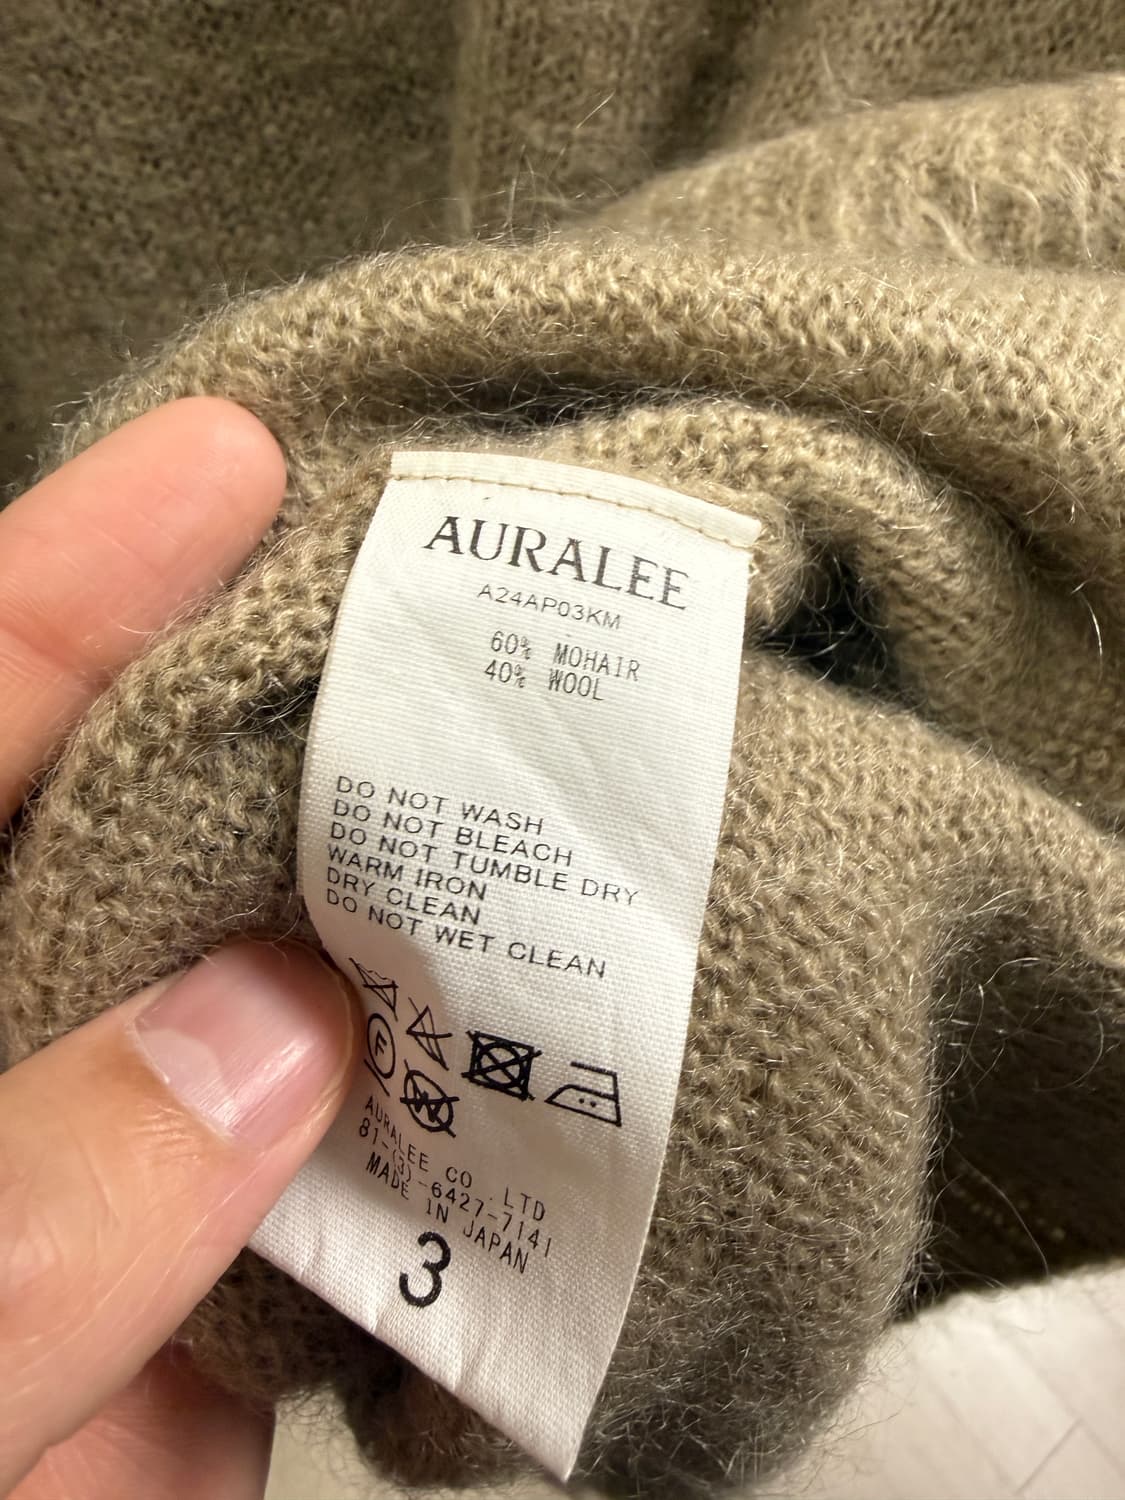 AURALEE
A24AP03KM
60% MOHAIR
40% WOOL
DO NOT WASH
DO NOT BLEACH
DO NOT TUMBLE DRY
WARM IRON
DRY CLEAN
DO NOT WET CLEAN
F
W
AURALEE CO .LTD
81-(3)-6427-7141
MADE IN JAPAN
3